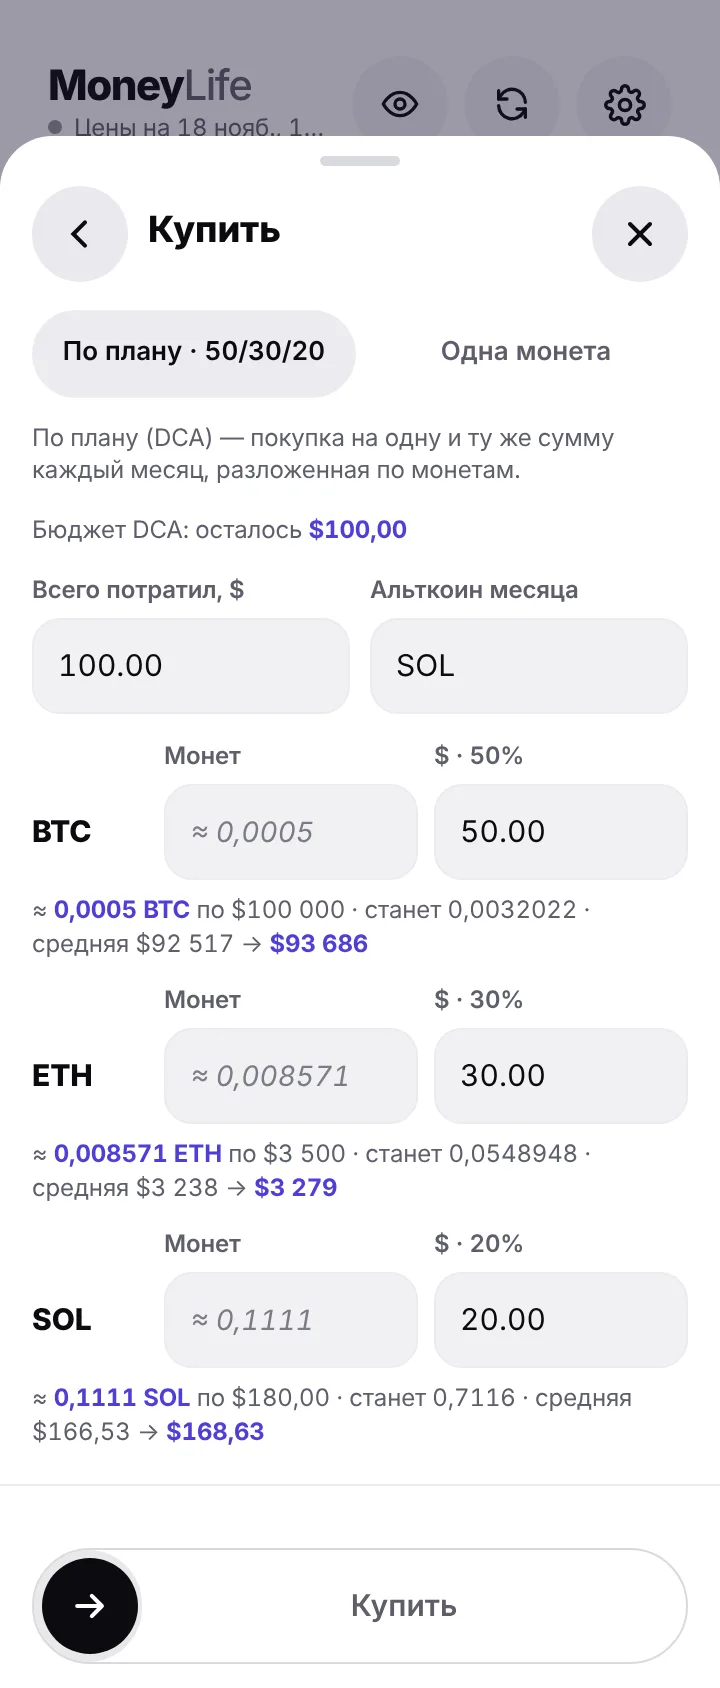 MoneyLife
Цены на 18 нояб., 1...
Купить
По плану · 50/30/20
Одна монета
По плану (DCA) — покупка на одну и ту же сумму
каждый месяц, разложенная по монетам.
Бюджет DCA: осталось $100,00
Всего потратил, $
Альткоин месяца
100.00
SOL
Монет
$ · 50%
BTC
≈ 0,0005
50.00
≈ 0,0005 BTC по $100 000 · станет 0,0032022 ·
средняя $92 517 → $93 686
Монет
$ · 30%
ETH
≈ 0,008571
30.00
≈ 0,008571 ETH по $3 500 · станет 0,0548948 ·
средняя $3 238 → $3 279
Монет
$ · 20%
SOL
≈ 0,1111
20.00
≈ 0,1111 SOL по $180,00 · станет 0,7116 · средняя
$166,53 → $168,63
Купить